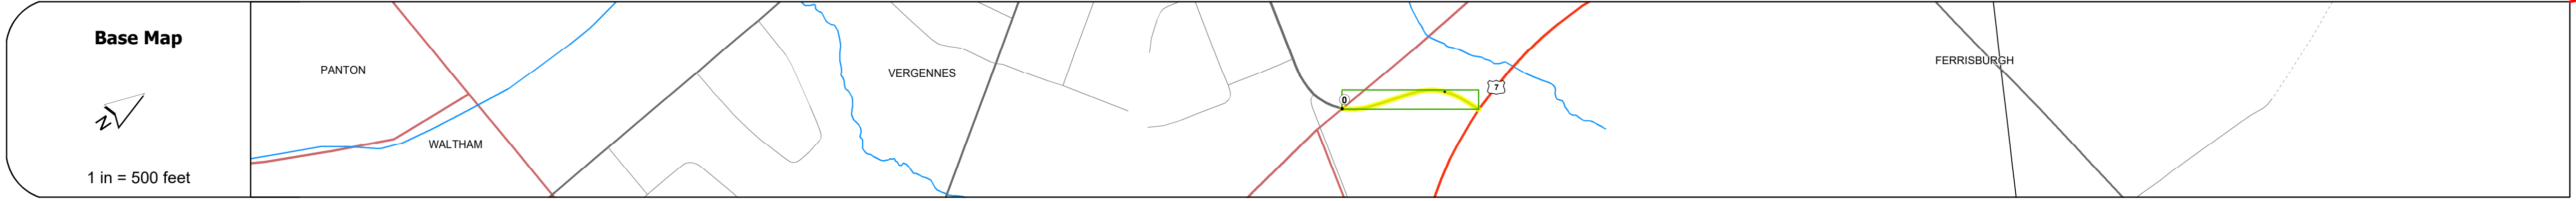 Base Map
PANTON
VERGENNES
FERRISBURGH
7
0
WALTHAM
N
1 in = 500 feet